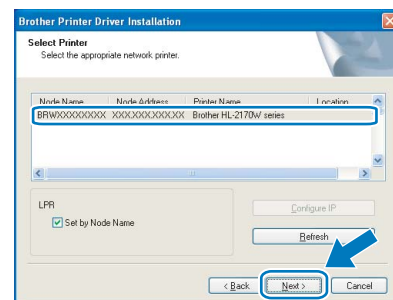 Brother Printer Driver Installation
Select Printer
Select the appropriate network printer.
Node Name Node Address Printer Name Location
BRWXXXXXXXXX XXX.XXX.XXX.XX Brother HL-2170W series
LPR
Set by Node Name
Configure IP
Refresh
< Back Next > Cancel